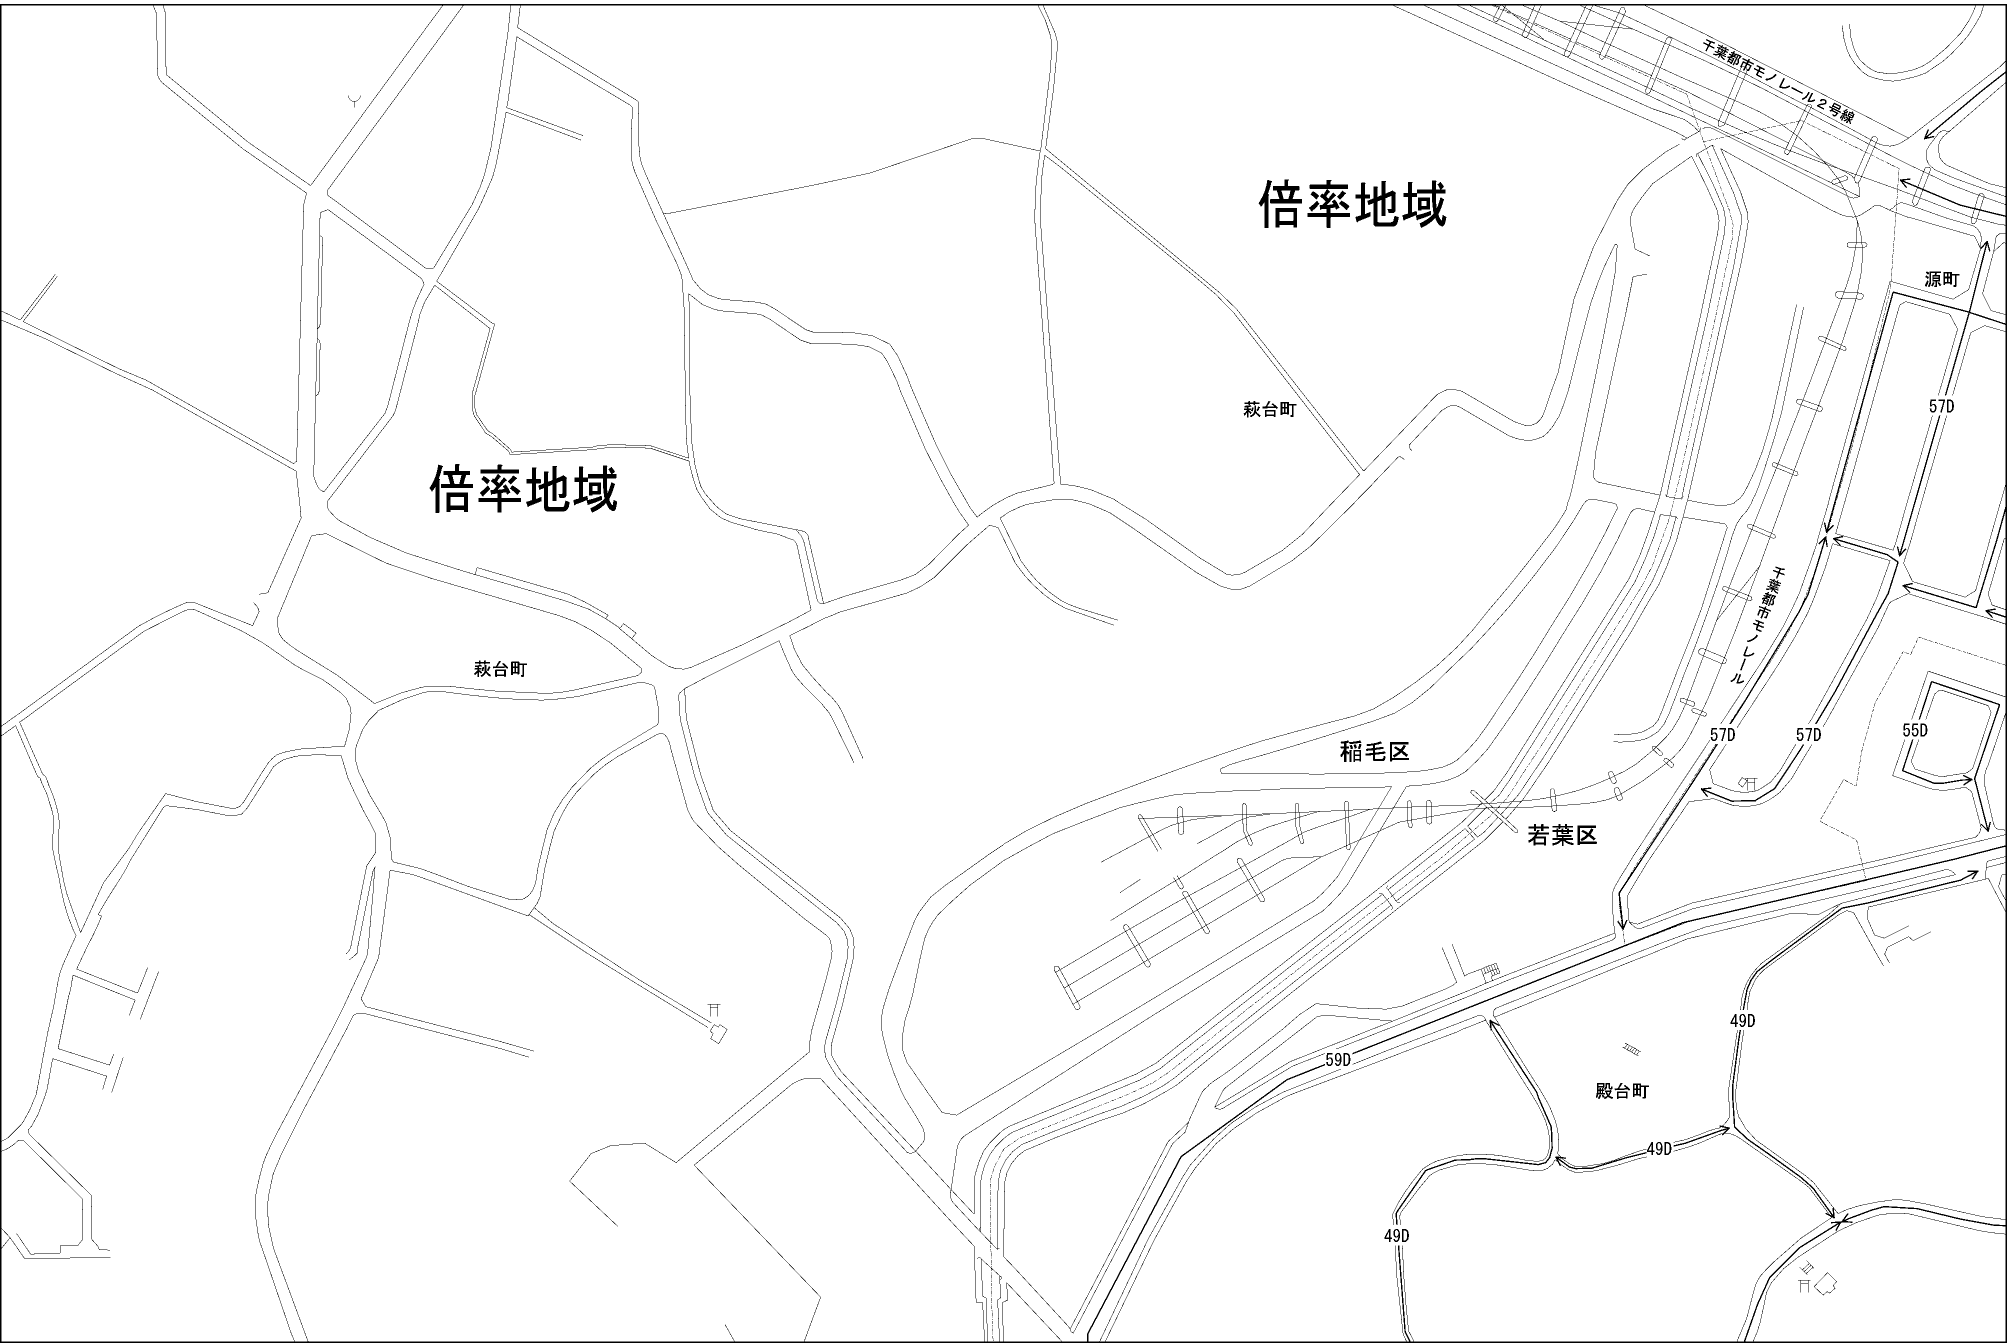 千葉都市モノレール２号線
倍率地域
源町
57D
萩台町
倍率地域
千葉都市モノレール
萩台町
57D
57D
55D
稲毛区
若葉区
49D
59D
殿台町
49D
49D